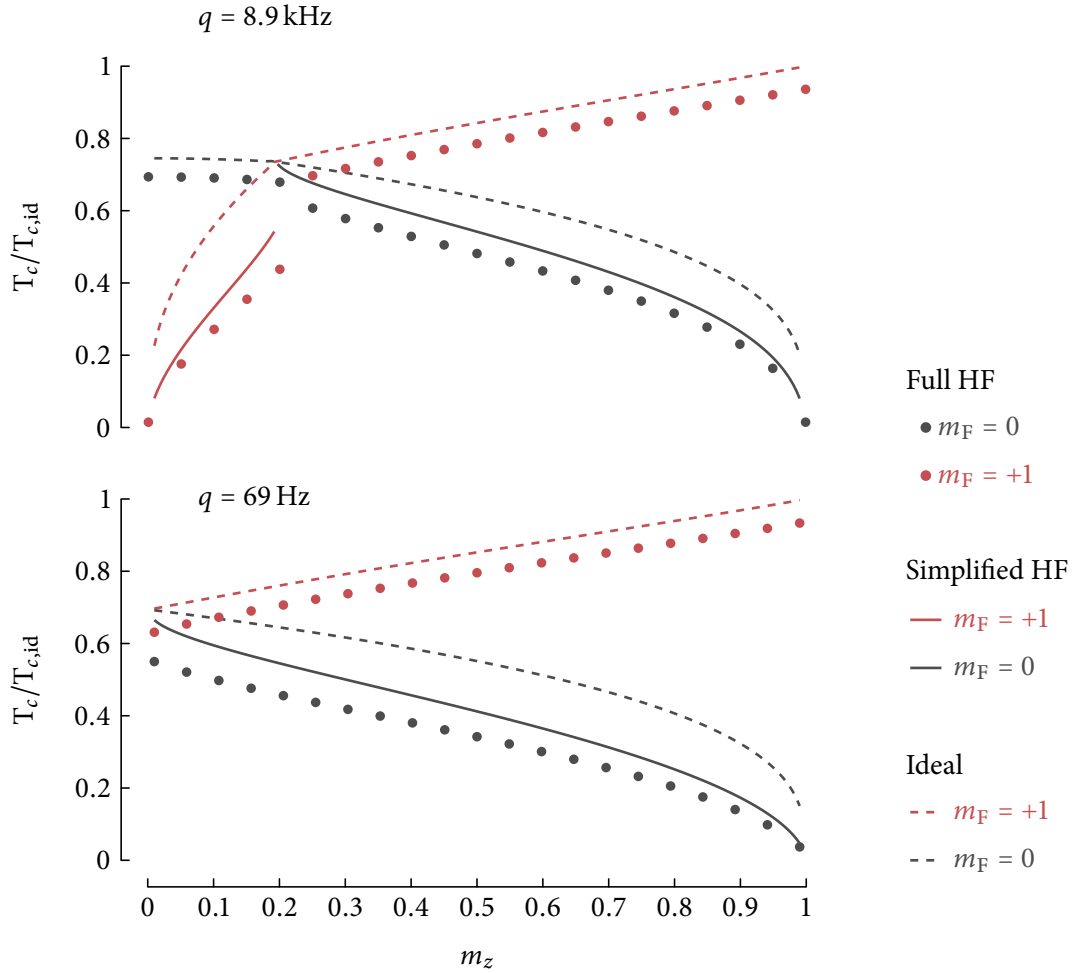 q = 8.9 kHz
T_c/T_{c,id}
1
0.8
0.6
0.4
0.2
0
q = 69 Hz
T_c/T_{c,id}
1
0.8
0.6
0.4
0.2
0
0 0.1 0.2 0.3 0.4 0.5 0.6 0.7 0.8 0.9 1
m_z
Full HF
m_F = 0
m_F = +1
Simplified HF
m_F = +1
m_F = 0
Ideal
m_F = +1
m_F = 0